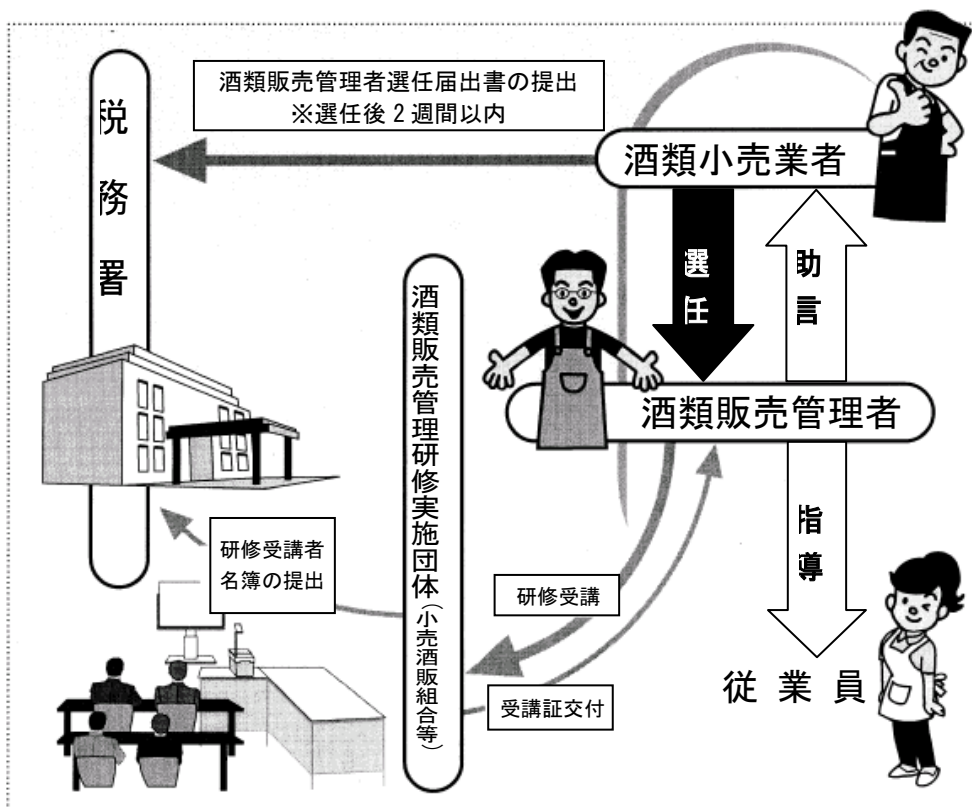 酒類販売管理者選任届出書の提出
※選任後2週間以内
税務署
酒類小売業者
選任
助言
酒類販売管理者
酒類販売管理研修実施団体(小売酒販組合等)
指導
研修受講者
名簿の提出
研修受講
受講証交付
従業員